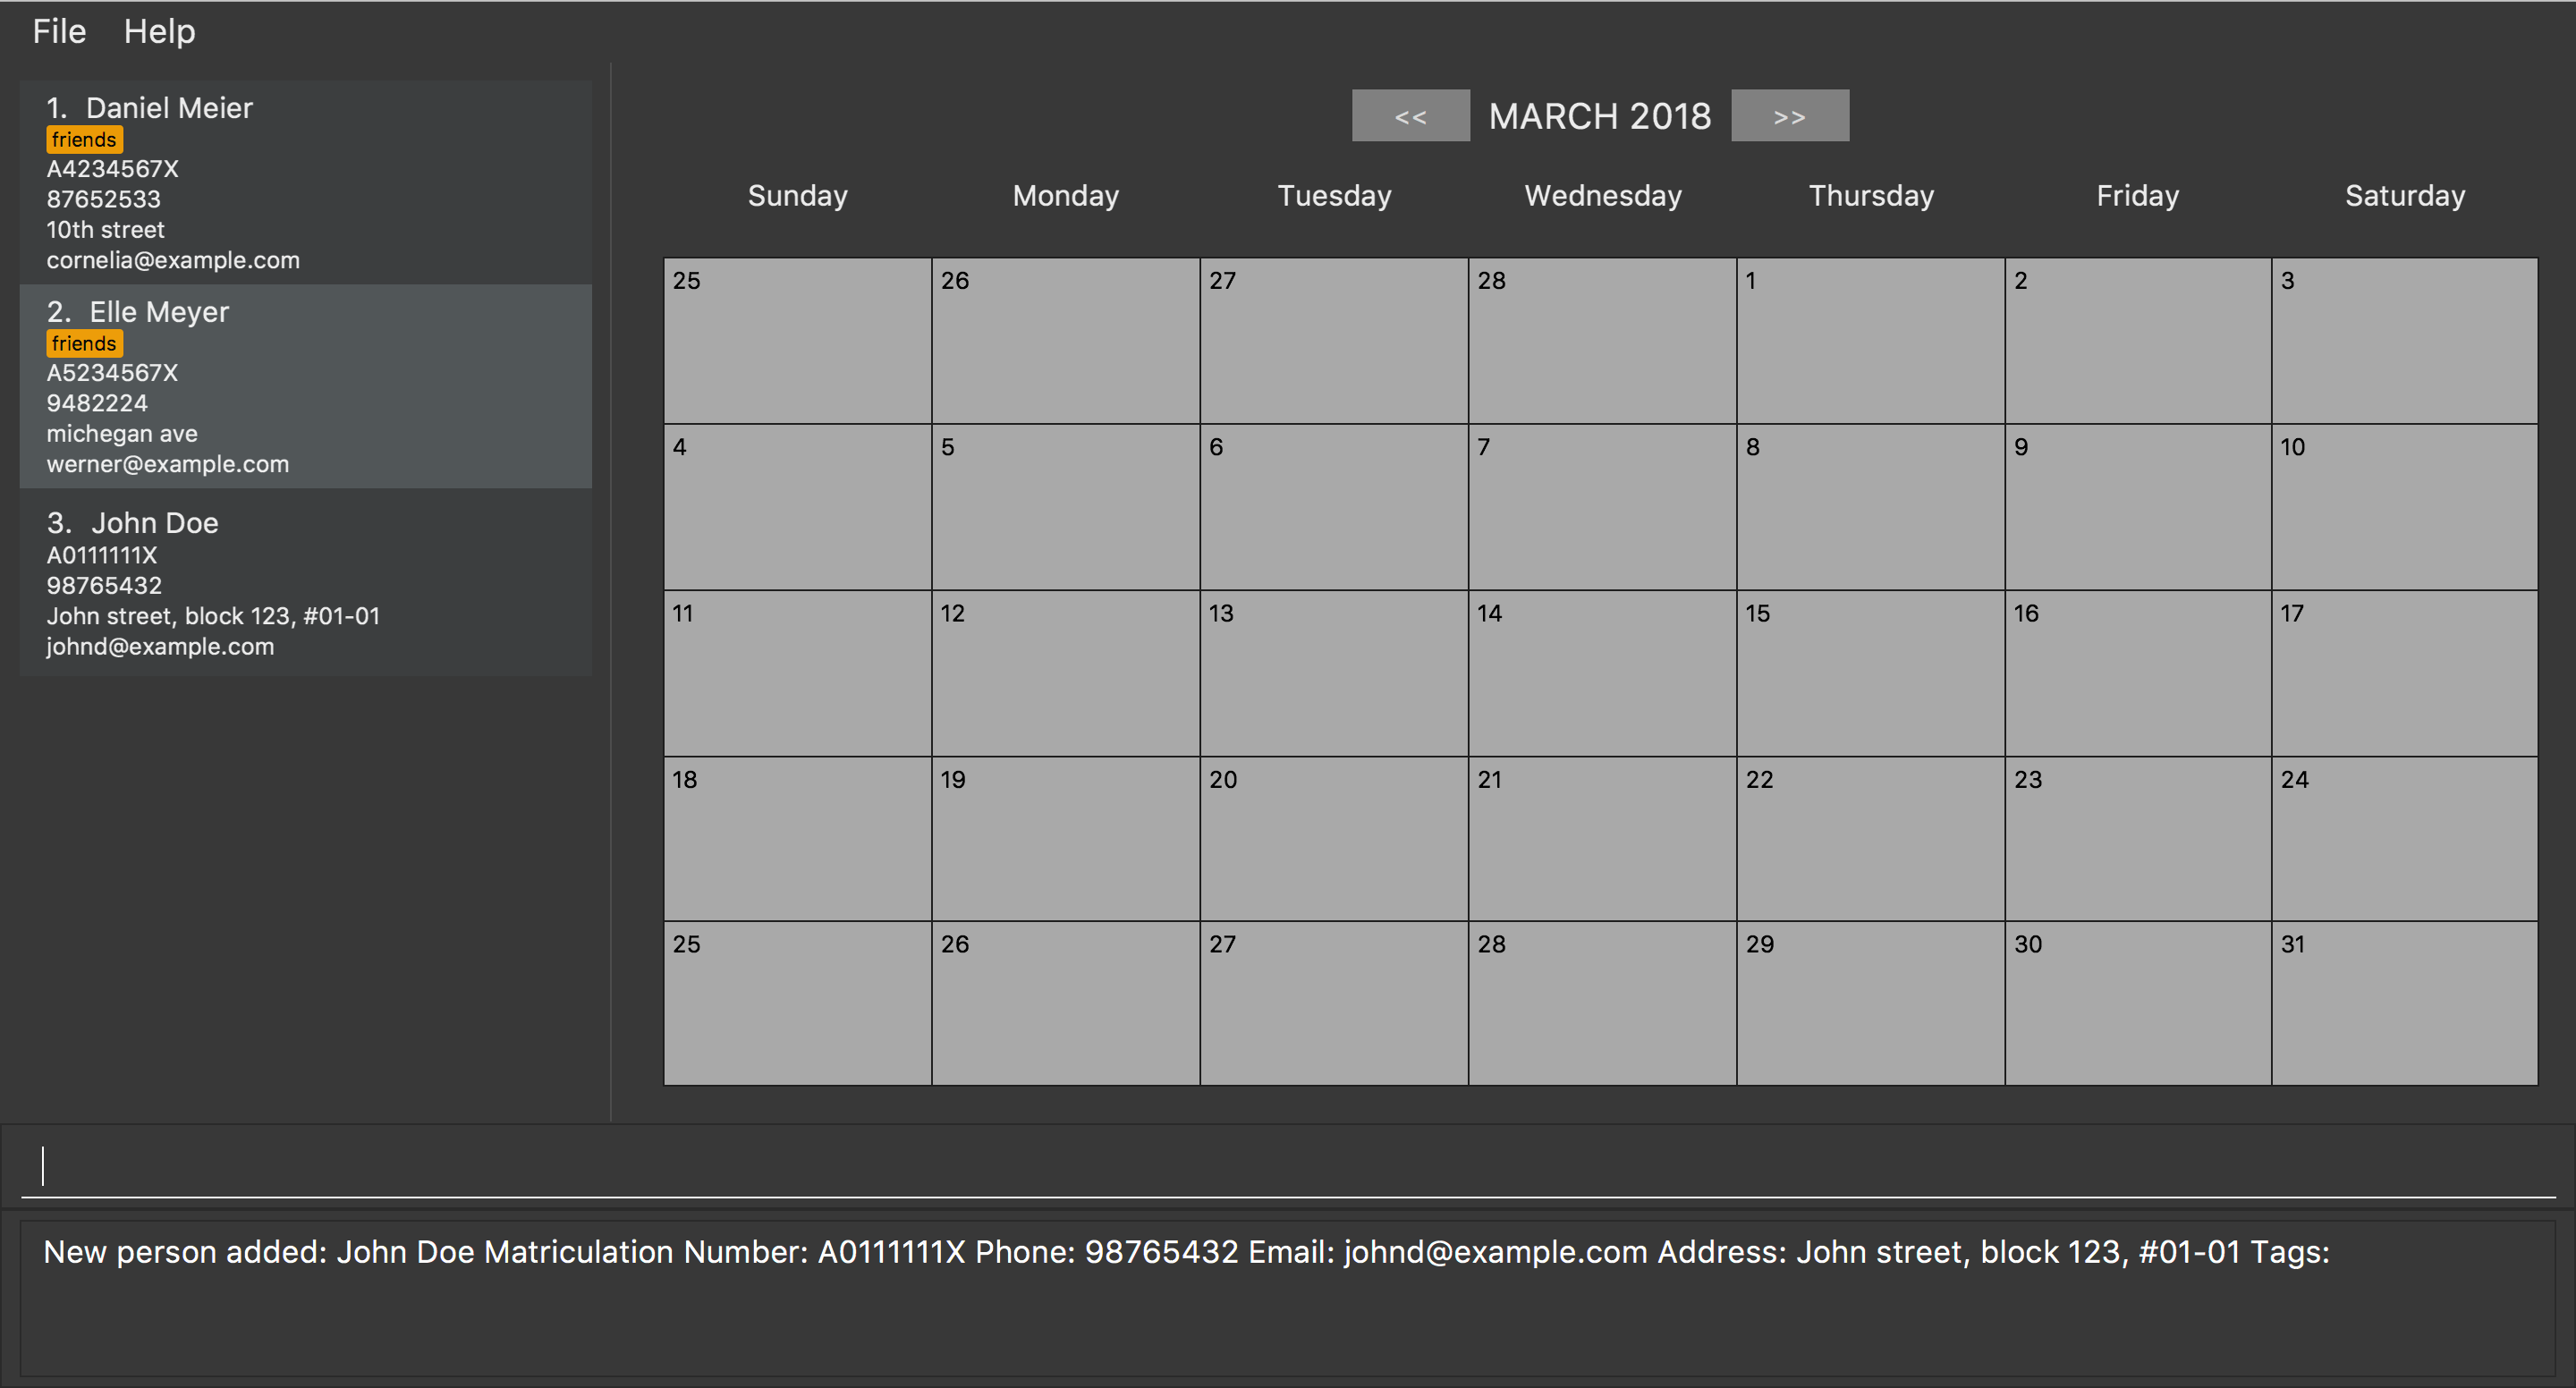 File Help
1. Daniel Meier
friends
A4234567X
87652533
10th street
cornelia@example.com
2. Elle Meyer
friends
A5234567X
9482224
michegan ave
werner@example.com
3. John Doe
A0111111X
98765432
John street, block 123, #01-01
johnd@example.com
<< MARCH 2018 >>
Sunday Monday Tuesday Wednesday Thursday Friday Saturday
25 26 27 28 1 2 3
4 5 6 7 8 9 10
11 12 13 14 15 16 17
18 19 20 21 22 23 24
25 26 27 28 29 30 31
New person added: John Doe Matriculation Number: A0111111X Phone: 98765432 Email: johnd@example.com Address: John street, block 123, #01-01 Tags: